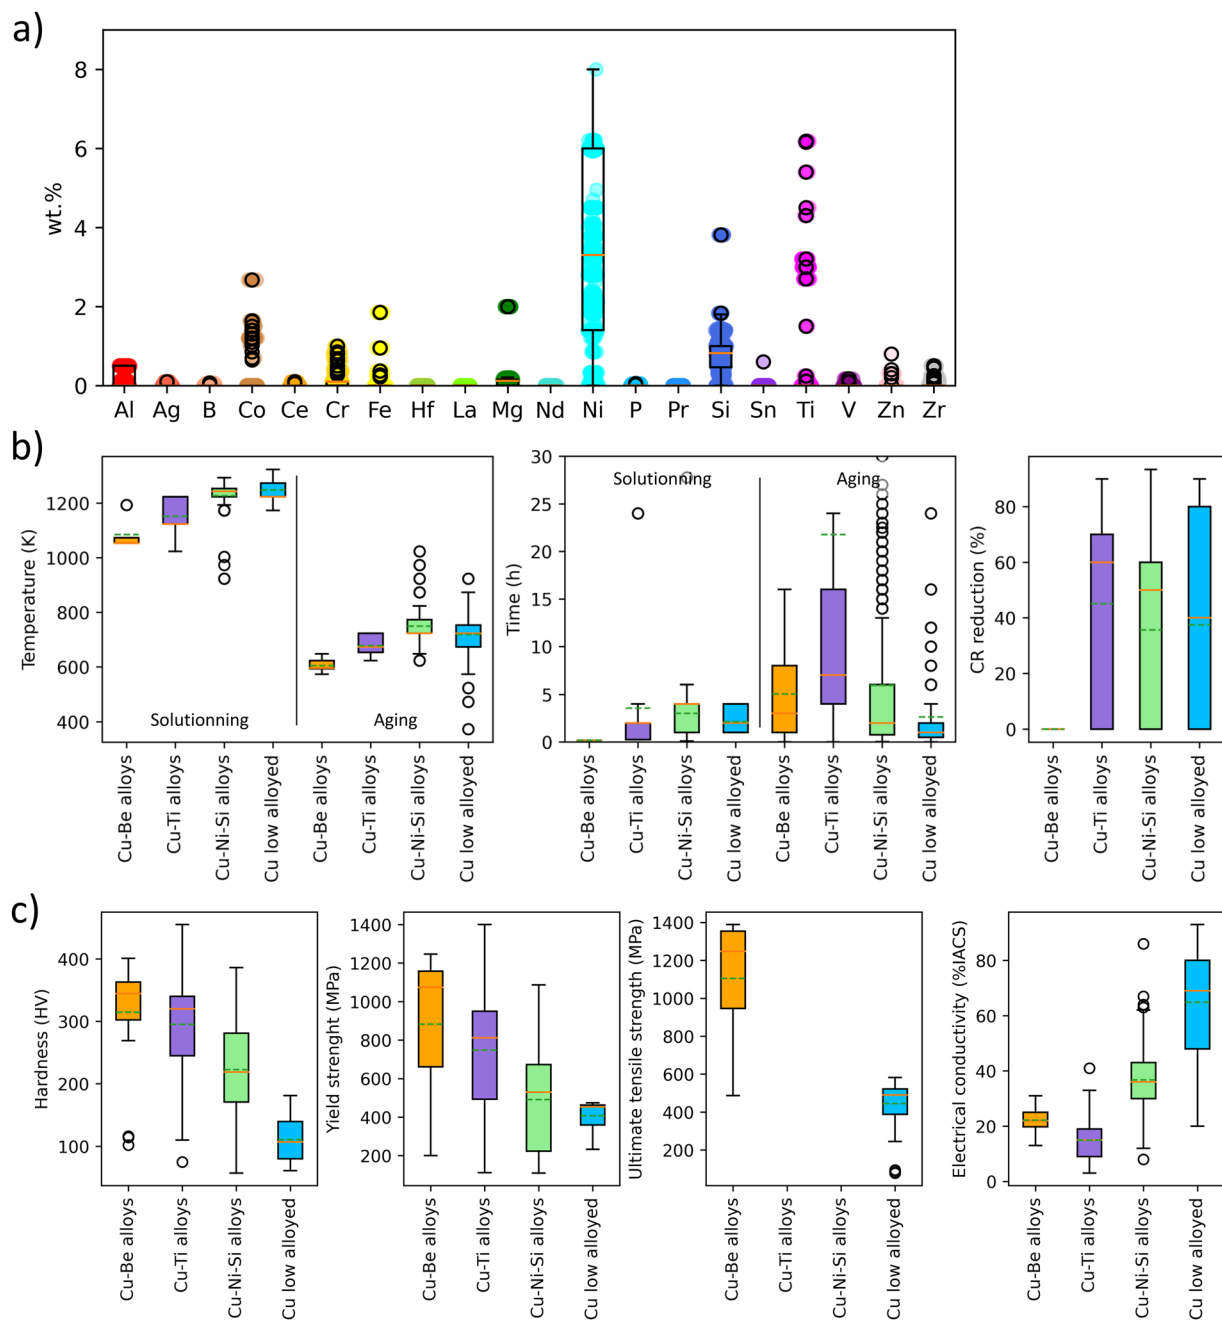 a)
wt.%
8
6
4
2
0
Al Ag B Co Ce Cr Fe Hf La Mg Nd Ni P Pr Si Sn Ti V Zn Zr
b)
Temperature (K)
1200
1000
800
600
400
Solutionning
Aging
Cu-Be alloys
Cu-Ti alloys
Cu-Ni-Si alloys
Cu low alloyed
Cu-Be alloys
Cu-Ti alloys
Cu-Ni-Si alloys
Cu low alloyed
Time (h)
30
25
20
15
10
5
0
Solutionning
Aging
Cu-Be alloys
Cu-Ti alloys
Cu-Ni-Si alloys
Cu low alloyed
Cu-Be alloys
Cu-Ti alloys
Cu-Ni-Si alloys
Cu low alloyed
CR reduction (%)
80
60
40
20
0
Cu-Be alloys
Cu-Ti alloys
Cu-Ni-Si alloys
Cu low alloyed
c)
Hardness (HV)
400
300
200
100
Cu-Be alloys
Cu-Ti alloys
Cu-Ni-Si alloys
Cu low alloyed
Yield strenght (MPa)
1400
1200
1000
800
600
400
200
Cu-Be alloys
Cu-Ti alloys
Cu-Ni-Si alloys
Cu low alloyed
Ultimate tensile strength (MPa)
1400
1200
1000
800
600
400
200
Cu-Be alloys
Cu-Ti alloys
Cu-Ni-Si alloys
Cu low alloyed
Electrical conductivity (%IACS)
80
60
40
20
0
Cu-Be alloys
Cu-Ti alloys
Cu-Ni-Si alloys
Cu low alloyed